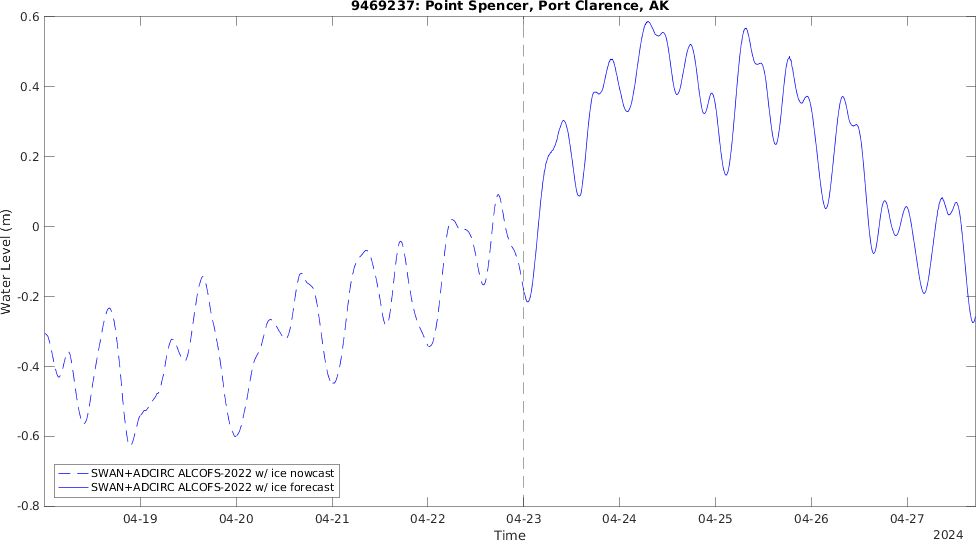 9469237: Point Spencer, Port Clarence, AK
0.6
0.4
0.2
0
-0.2
-0.4
-0.6
-0.8
Water Level (m)
SWAN+ADCIRC ALCOFS-2022 w/ ice nowcast
SWAN+ADCIRC ALCOFS-2022 w/ ice forecast
04-19 04-20 04-21 04-22 04-23 04-24 04-25 04-26 04-27
Time
2024